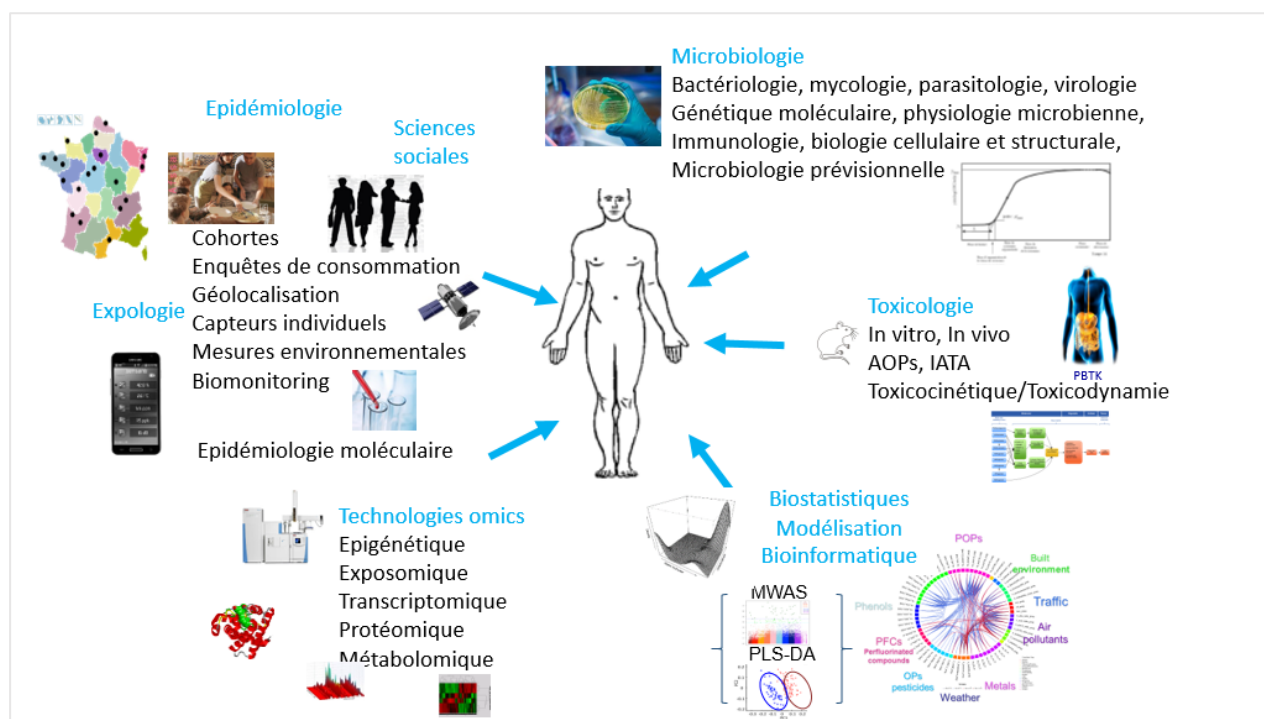 Microbiologie
Bactériologie, mycologie, parasitologie, virologie
Génétique moléculaire, physiologie microbienne,
Immunologie, biologie cellulaire et structurale,
Microbiologie prévisionnelle
Epidémiologie
Sciences
sociales
Cohortes
Enquêtes de consommation
Géolocalisation
Expologie
Capteurs individuels
Mesures environnementales
Biomonitoring
Epidémiologie moléculaire
Toxicologie
In vitro, In vivo
AOPs, IATA
Toxicocinétique/Toxicodynamie
PBTK
Technologies omics
Epigénétique
Exposomique
Transcriptomique
Protéomique
Métabolomique
Biostatistiques
Modélisation
Bioinformatique
MWAS
PLS-DA
POPs
Built
environment
Traffic
Air
pollutants
Metals
Weather
OPs
pesticides
PFCs
Perfluorinated
compounds
Phenols